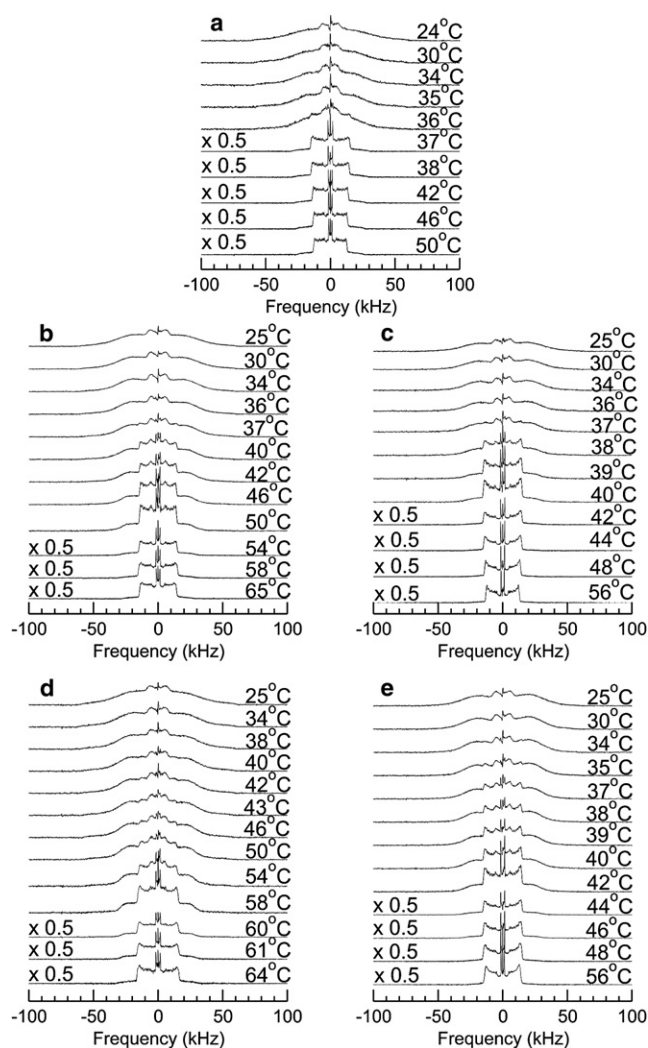 a
24°C
30°C
34°C
35°C
36°C
x 0.5 37°C
x 0.5 38°C
x 0.5 42°C
x 0.5 46°C
x 0.5 50°C
-100 -50 0 50 100
Frequency (kHz)
b
25°C
30°C
34°C
36°C
37°C
40°C
42°C
46°C
50°C
x 0.5 54°C
x 0.5 58°C
x 0.5 65°C
-100 -50 0 50 100
Frequency (kHz)
c
25°C
30°C
34°C
36°C
37°C
38°C
39°C
40°C
x 0.5 42°C
x 0.5 44°C
x 0.5 48°C
x 0.5 56°C
-100 -50 0 50 100
Frequency (kHz)
d
25°C
34°C
38°C
40°C
42°C
43°C
46°C
50°C
54°C
58°C
x 0.5 60°C
x 0.5 61°C
x 0.5 64°C
-100 -50 0 50 100
Frequency (kHz)
e
25°C
30°C
34°C
35°C
37°C
38°C
39°C
40°C
42°C
x 0.5 44°C
x 0.5 46°C
x 0.5 48°C
x 0.5 56°C
-100 -50 0 50 100
Frequency (kHz)